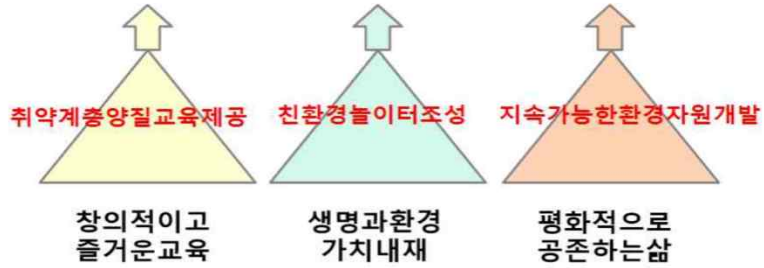 취약계층양질교육제공
친환경놀이터조성
지속가능한환경자원개발
창의적이고
즐거운교육
생명과환경
가치내재
평화적으로
공존하는삶